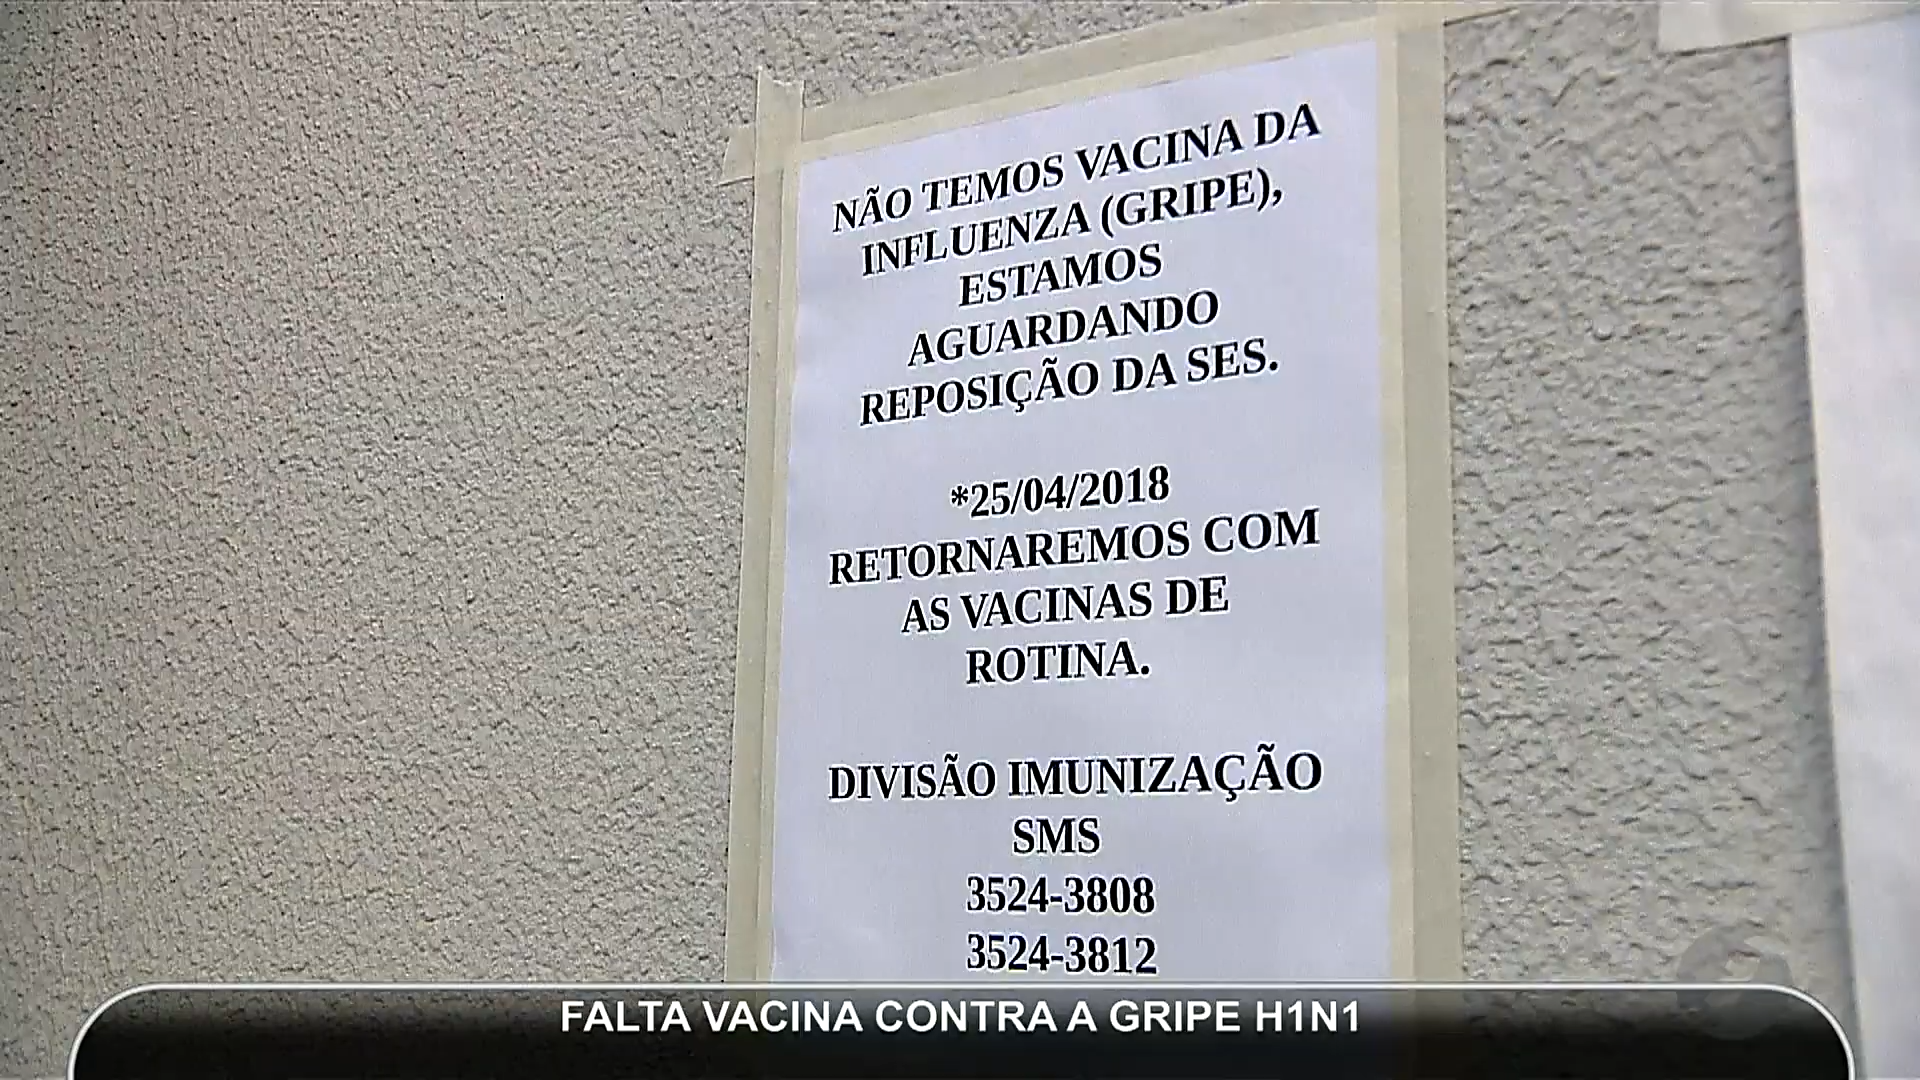 NÃO TEMOS VACINA DA
INFLUENZA (GRIPE),
ESTAMOS
AGUARDANDO
REPOSIÇÃO DA SES.
*25/04/2018
RETORNAREMOS COM
AS VACINAS DE
ROTINA.
DIVISÃO IMUNIZAÇÃO
SMS
3524-3808
3524-3812
FALTA VACINA CONTRA A GRIPE H1N1